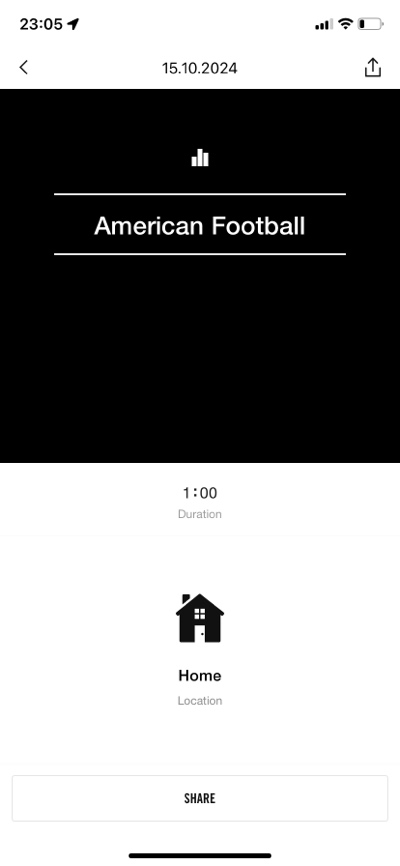 23:05
15.10.2024
American Football
1:00
Duration
Home
Location
SHARE